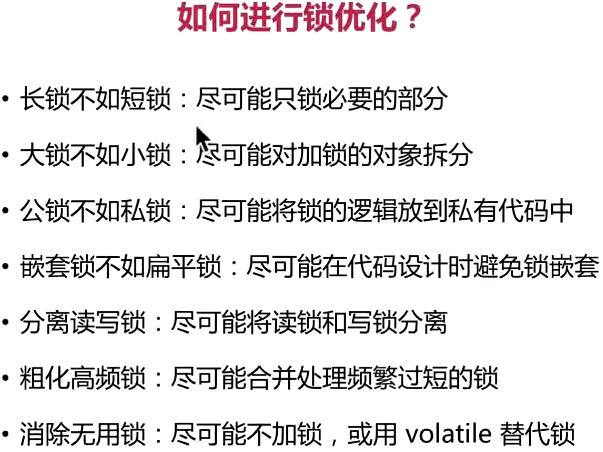 如何进行锁优化？
• 长锁不如短锁：尽可能只锁必要的部分
• 大锁不如小锁：尽可能对加锁的对象拆分
• 公锁不如私锁：尽可能将锁的逻辑放到私有代码中
• 嵌套锁不如扁平锁：尽可能在代码设计时避免锁嵌套
• 分离读写锁：尽可能将读锁和写锁分离
• 粗化高频锁：尽可能合并处理频繁过短的锁
• 消除无用锁：尽可能不加锁，或用 volatile 替代锁